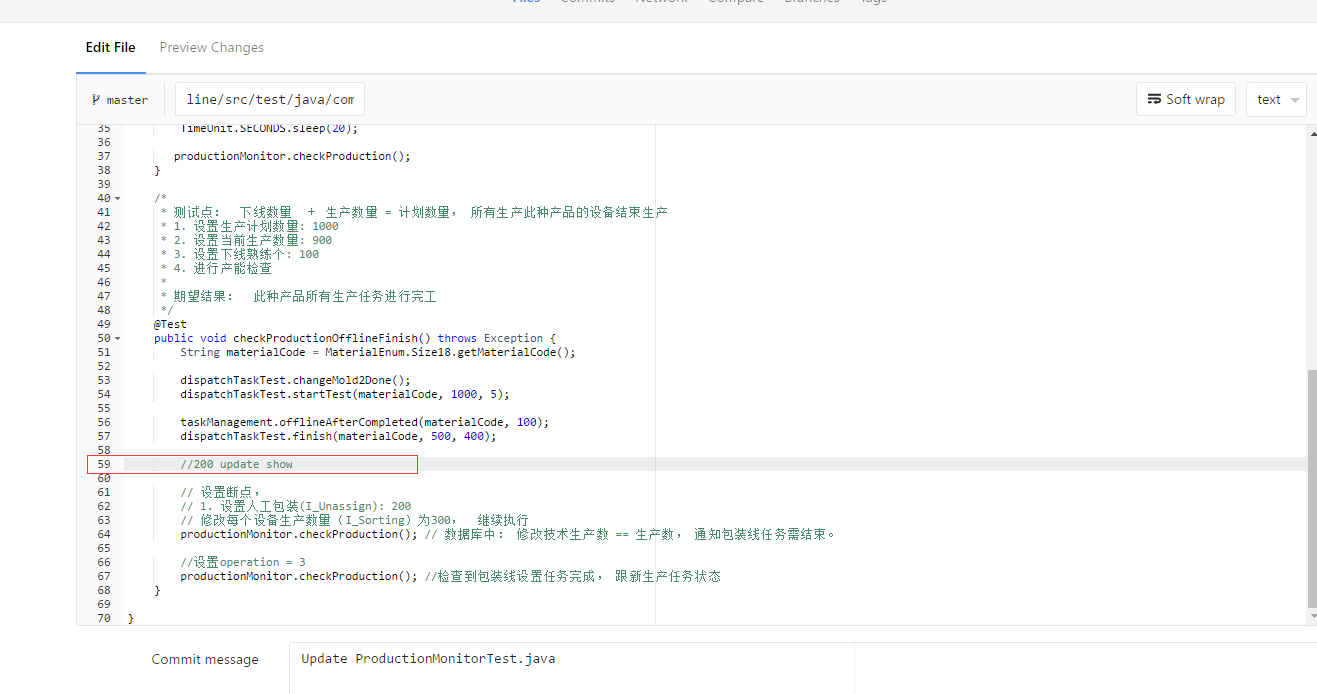 Files Commits Network Compare Branches Tags
Edit File Preview Changes
master line/src/test/java/com Soft wrap text
35 TimeUnit.SECONDS.sleep(20);
36
37 productionMonitor.checkProduction();
38 }
39
40 /*
41 * 测试点： 下线数量 + 生产数量 = 计划数量， 所有生产此种产品的设备结束生产
42 * 1. 设置生产计划数量：1000
43 * 2. 设置当前生产数量：900
44 * 3. 设置下线熟练个：100
45 * 4. 进行产能检查
46 *
47 * 期望结果： 此种产品所有生产任务进行完工
48 */
49 @Test
50 public void checkProductionOfflineFinish() throws Exception {
51 String materialCode = MaterialEnum.Size18.getMaterialCode();
52
53 dispatchTaskTest.changeMold2Done();
54 dispatchTaskTest.startTest(materialCode, 1000, 5);
55
56 taskManagement.offlineAfterCompleted(materialCode, 100);
57 dispatchTaskTest.finish(materialCode, 500, 400);
58
59 //200 update show
60
61 // 设置断点，
62 // 1. 设置人工包装(I_Unassign): 200
63 // 修改每个设备生产数量（I_Sorting）为300， 继续执行
64 productionMonitor.checkProduction(); // 数据库中： 修改技术生产数 == 生产数， 通知包装线任务需结束。
65
66 //设置operation = 3
67 productionMonitor.checkProduction(); //检查到包装线设置任务完成， 跟新生产任务状态
68 }
69
70 }
Commit message Update ProductionMonitorTest.java